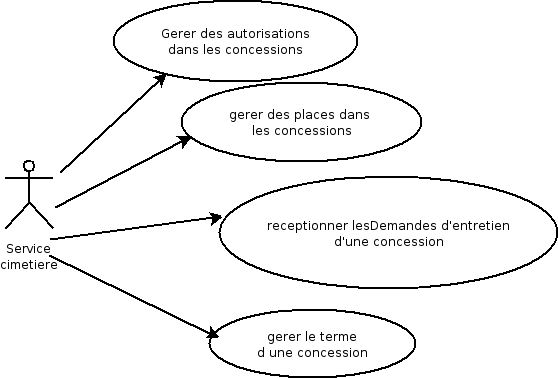 Gerer des autorisations
dans les concessions
gerer des places dans
les concessions
receptionner lesDemandes d'entretien
d'une concession
Service
cimetiere
gerer le terme
d une concession